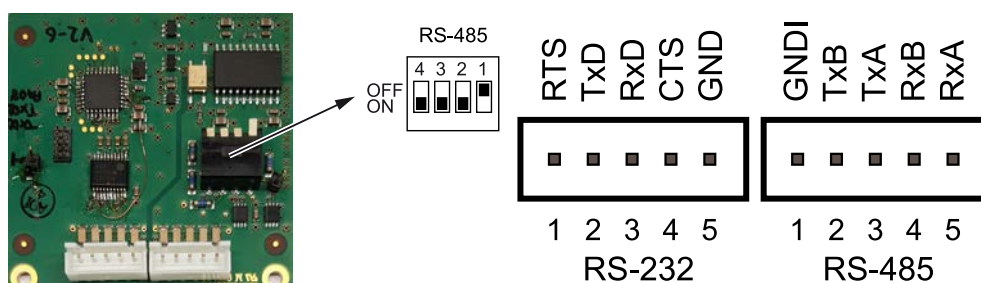 V2-6
RS-485
4 3 2 1
OFF
ON
RTS
TxD
RxD
CTS
GND
1 2 3 4 5
RS-232
GNDI
TxB
TxA
RxB
RxA
1 2 3 4 5
RS-485